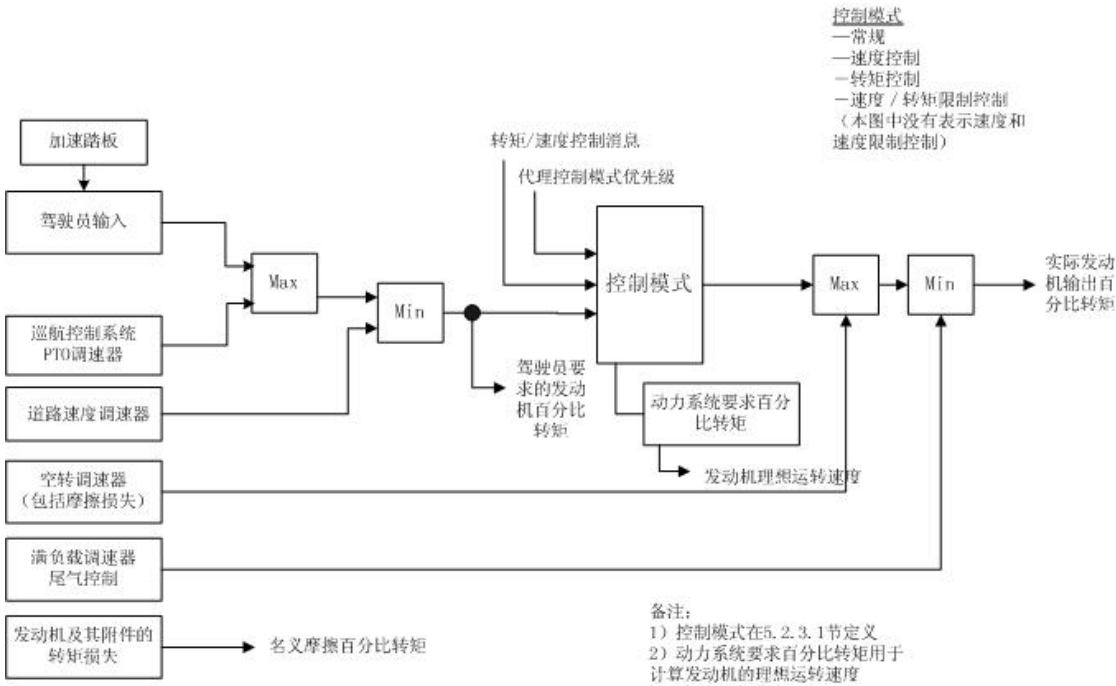 控制模式
—常规
—速度控制
－转矩控制
－速度／转矩限制控制
（本图中没有表示速度和
速度限制控制）
加速踏板
驾驶员输入
转矩/速度控制消息
代理控制模式优先级
Max
控制模式
Max
Min
实际发动
机输出百
分比转矩
Min
巡航控制系统
PTO调速器
驾驶员要
求的发动
机百分比
转矩
道路速度调速器
动力系统要求百分
比转矩
发动机理想运转速度
空转调速器
（包括摩擦损失）
满负载调速器
尾气控制
发动机及其附件的
转矩损失
名义摩擦百分比转矩
备注：
1）控制模式在5.2.3.1节定义
2）动力系统要求百分比转矩用于
计算发动机的理想运转速度